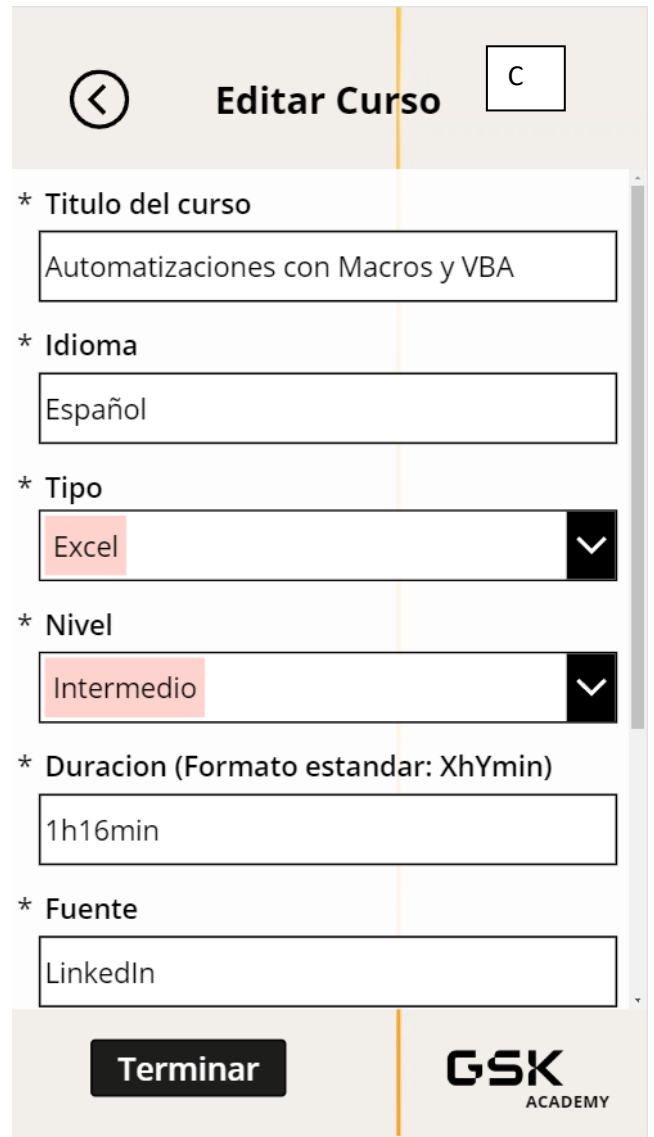 C
Editar Curso
* Titulo del curso
Automatizaciones con Macros y VBA
* Idioma
Español
* Tipo
Excel
* Nivel
Intermedio
* Duracion (Formato estandar: XhYmin)
1h16min
* Fuente
LinkedIn
Terminar
GSK
ACADEMY